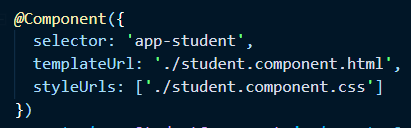 @Component({
  selector: 'app-student',
  templateUrl: './student.component.html',
  styleUrls: ['./student.component.css']
})